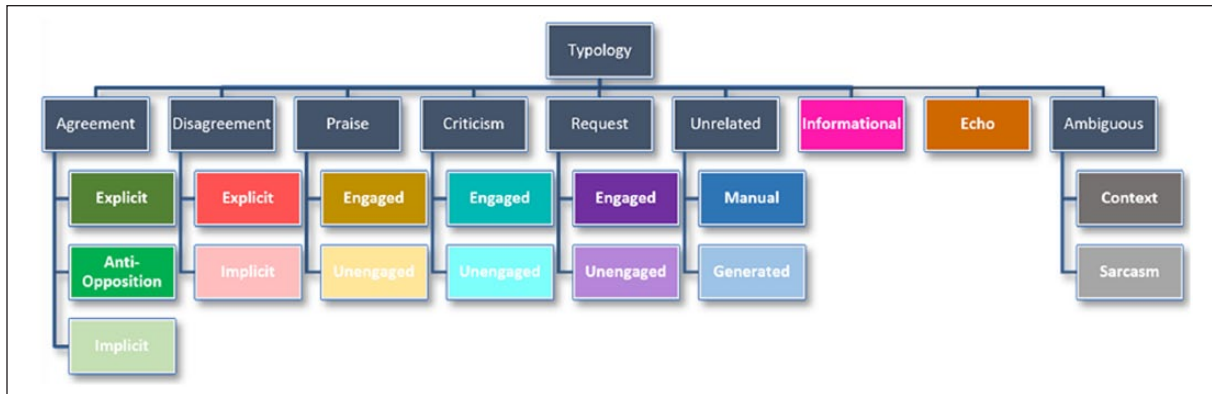 Typology
Agreement
Disagreement
Praise
Criticism
Request
Unrelated
Informational
Echo
Ambiguous
Explicit
Explicit
Engaged
Engaged
Engaged
Manual
Context
Anti-
Opposition
Implicit
Unengaged
Unengaged
Unengaged
Generated
Sarcasm
Implicit